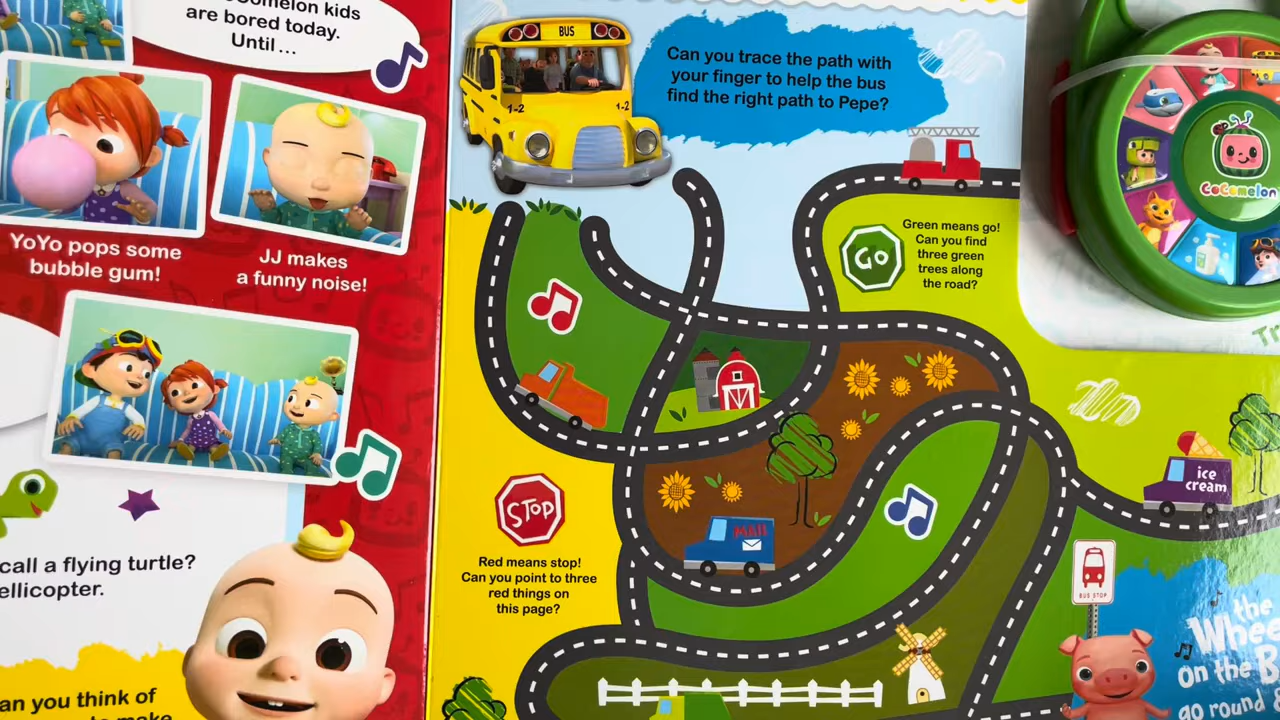 Comelon kids
are bored today.
Until ...
YoYo pops some
bubble gum!
JJ makes
a funny noise!
call a flying turtle?
ellicopter.
an you think of
make
BUS
1-2
1-2
Can you trace the path with
your finger to help the bus
find the right path to Pepe?
GO
Green means go!
Can you find
three green
trees along
the road?
STOP
Red means stop!
Can you point to three
red things on
this page?
MAIL
ice
cream
BUS STOP
the
Whee
on the B
go round
CoComelon